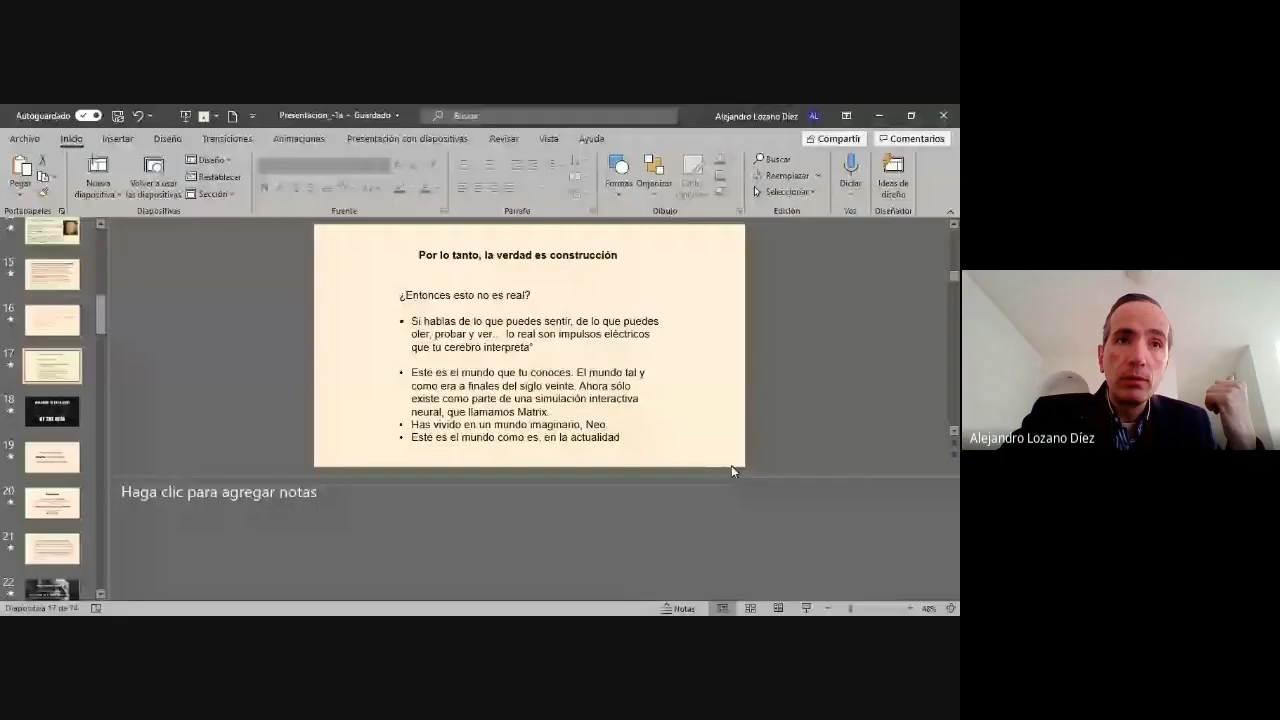 Autoguardado
Presentacion_-1a - Guardado
Buscar
Alejandro Lozano Díez
AL
Archivo
Inicio
Insertar
Diseño
Transiciones
Animaciones
Presentación con diapositivas
Revisar
Vista
Ayuda
Compartir
Comentarios
Pegar
Nueva
diapositiva
Volver a usar
las diapositivas
Diseño
Restablecer
Sección
Formas
Organizar
Buscar
Reemplazar
Seleccionar
Dictar
Ideas de
diseño
Portapapeles
Diapositivas
Fuente
Párrafo
Dibujo
Edición
Voz
Diseñador
15
16
17
18
19
20
21
22
Por lo tanto, la verdad es construcción
¿Entonces esto no es real?
• Si hablas de lo que puedes sentir, de lo que puedes
oler, probar y ver... lo real son impulsos eléctricos
que tu cerebro interpreta"
• Este es el mundo que tu conoces. El mundo tal y
como era a finales del siglo veinte. Ahora sólo
existe como parte de una simulación interactiva
neural, que llamamos Matrix.
• Has vivido en un mundo imaginario, Neo.
• Este es el mundo como es, en la actualidad
Haga clic para agregar notas
Diapositiva 17 de 74
Notas
48%
Alejandro Lozano Díez